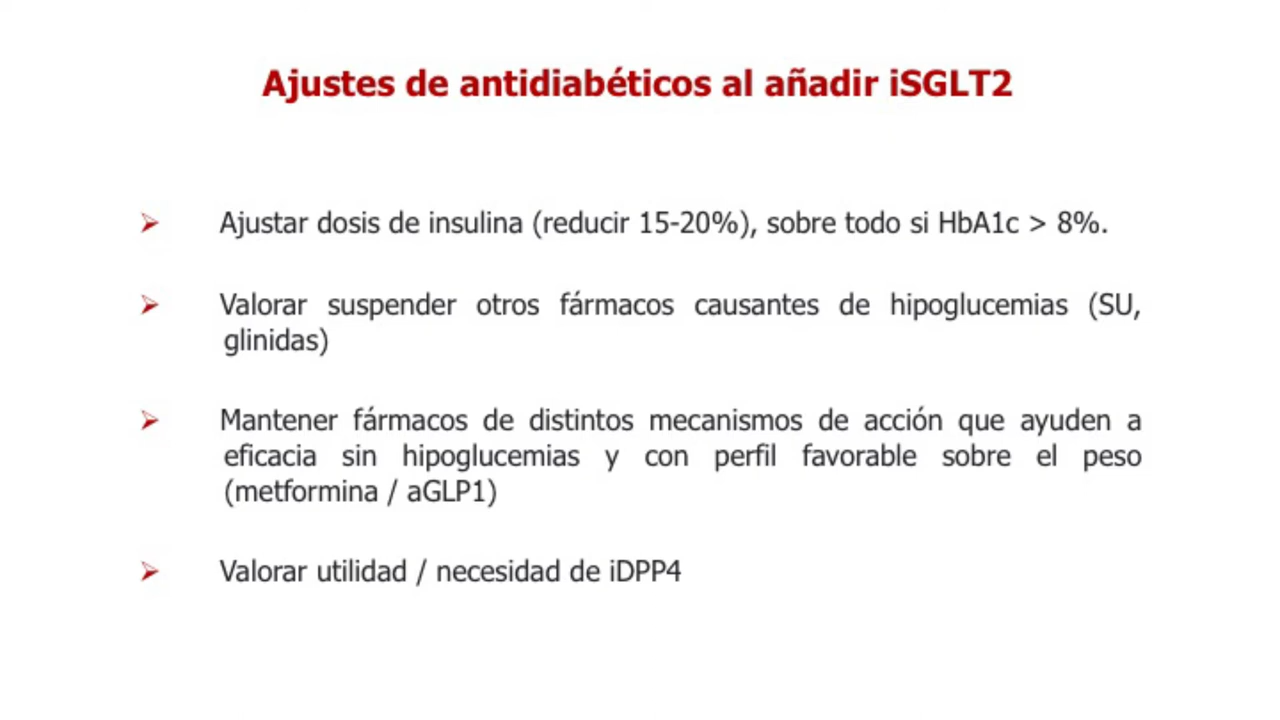 Ajustes de antidiabéticos al añadir iSGLT2
Ajustar dosis de insulina (reducir 15-20%), sobre todo si HbA1c > 8%.
Valorar suspender otros fármacos causantes de hipoglucemias (SU,
glinidas)
Mantener fármacos de distintos mecanismos de acción que ayuden a
eficacia sin hipoglucemias y con perfil favorable sobre el peso
(metformina / aGLP1)
Valorar utilidad / necesidad de iDPP4